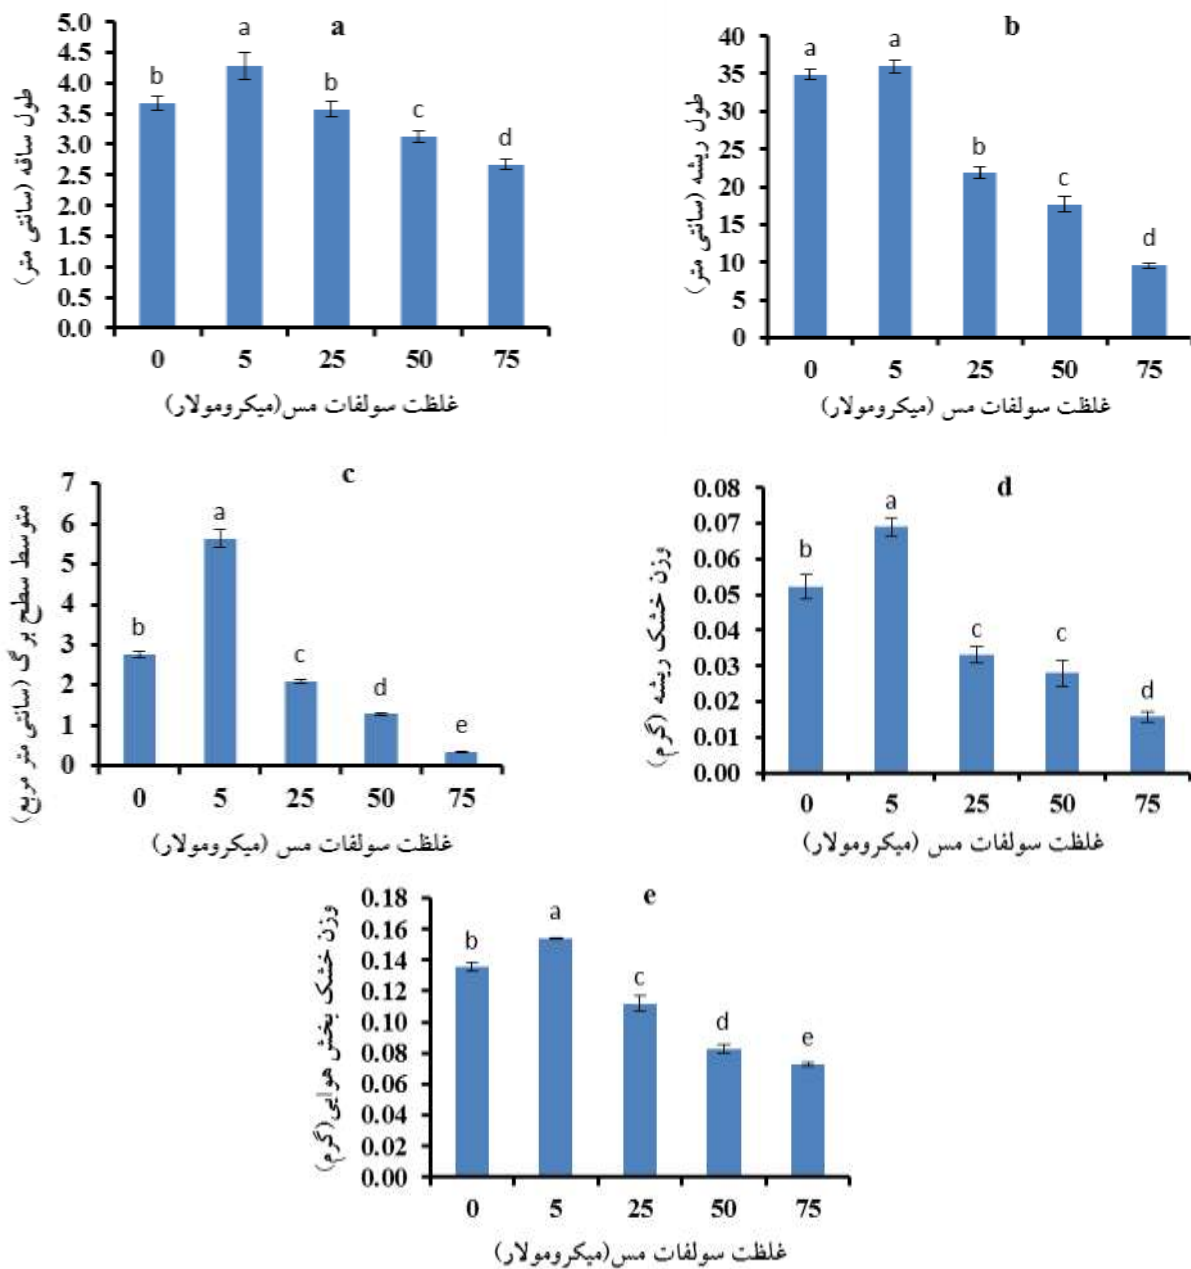 a
طول ساقه (سانتی متر)
5.0
4.5
4.0
3.5
3.0
2.5
2.0
1.5
1.0
0.5
0.0
b
a
b
c
d
0 5 25 50 75
غلظت سولفات مس(میکرومولار)
b
طول ریشه (سانتی متر)
40
35
30
25
20
15
10
5
0
a
a
b
c
d
0 5 25 50 75
غلظت سولفات مس (میکرومولار)
c
متوسط سطح برگ (سانتی متر مربع)
7
6
5
4
3
2
1
0
b
a
c
d
e
0 5 25 50 75
غلظت سولفات مس (میکرومولار)
d
وزن خشک ریشه (گرم)
0.08
0.07
0.06
0.05
0.04
0.03
0.02
0.01
0.00
b
a
c
c
d
0 5 25 50 75
غلظت سولفات مس (میکرومولار)
e
وزن خشک بخش هوایی(گرم)
0.18
0.16
0.14
0.12
0.10
0.08
0.06
0.04
0.02
0.00
b
a
c
d
e
0 5 25 50 75
غلظت سولفات مس(میکرومولار)